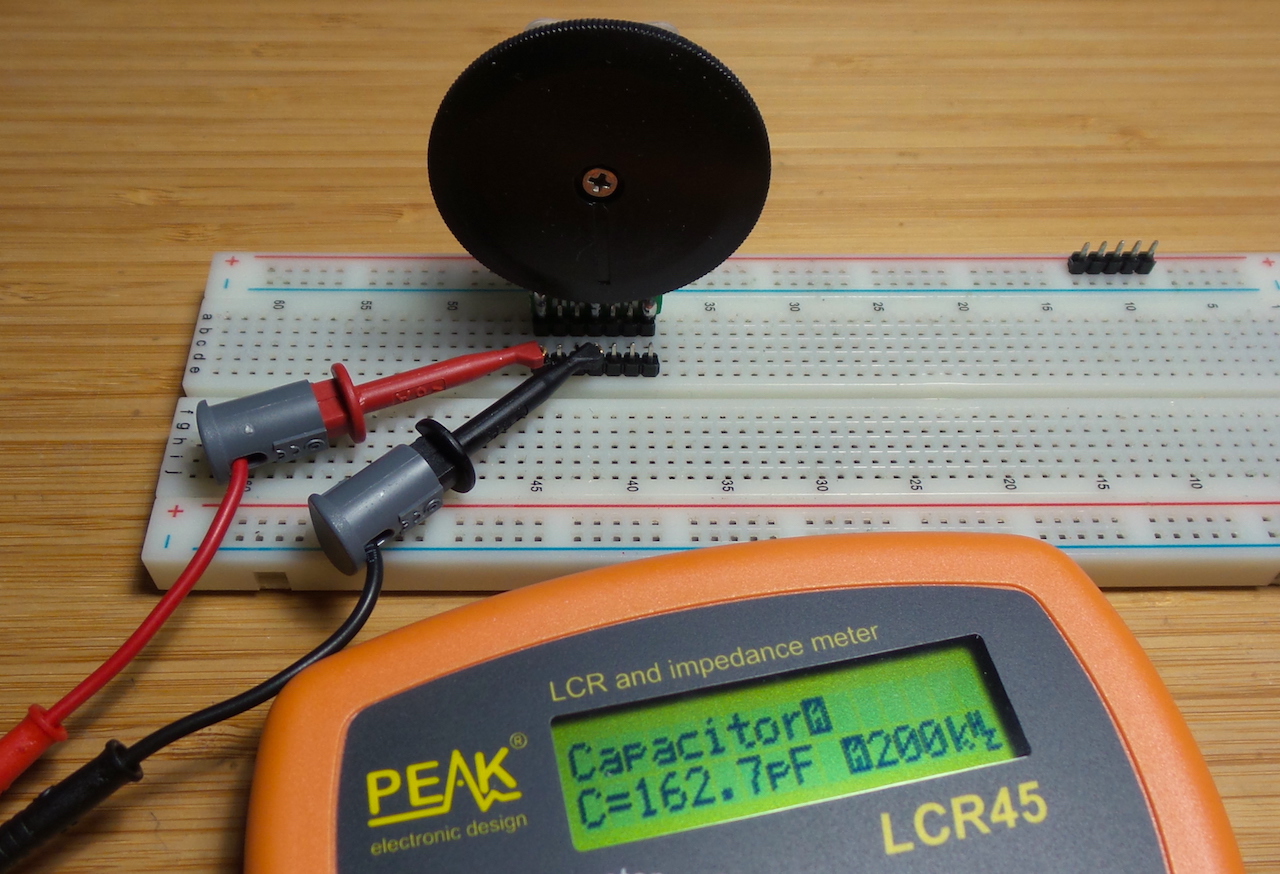 + +
- -
60 55 50 35 30 25 20 15 10 5
a
b
c
d
e
f
g
h
i
j
45 40 35 30 25 20 15 10
+
-
LCR and impedance meter
Capacitor
C=162.7pF 200k
PEAK®
electronic design
LCR45